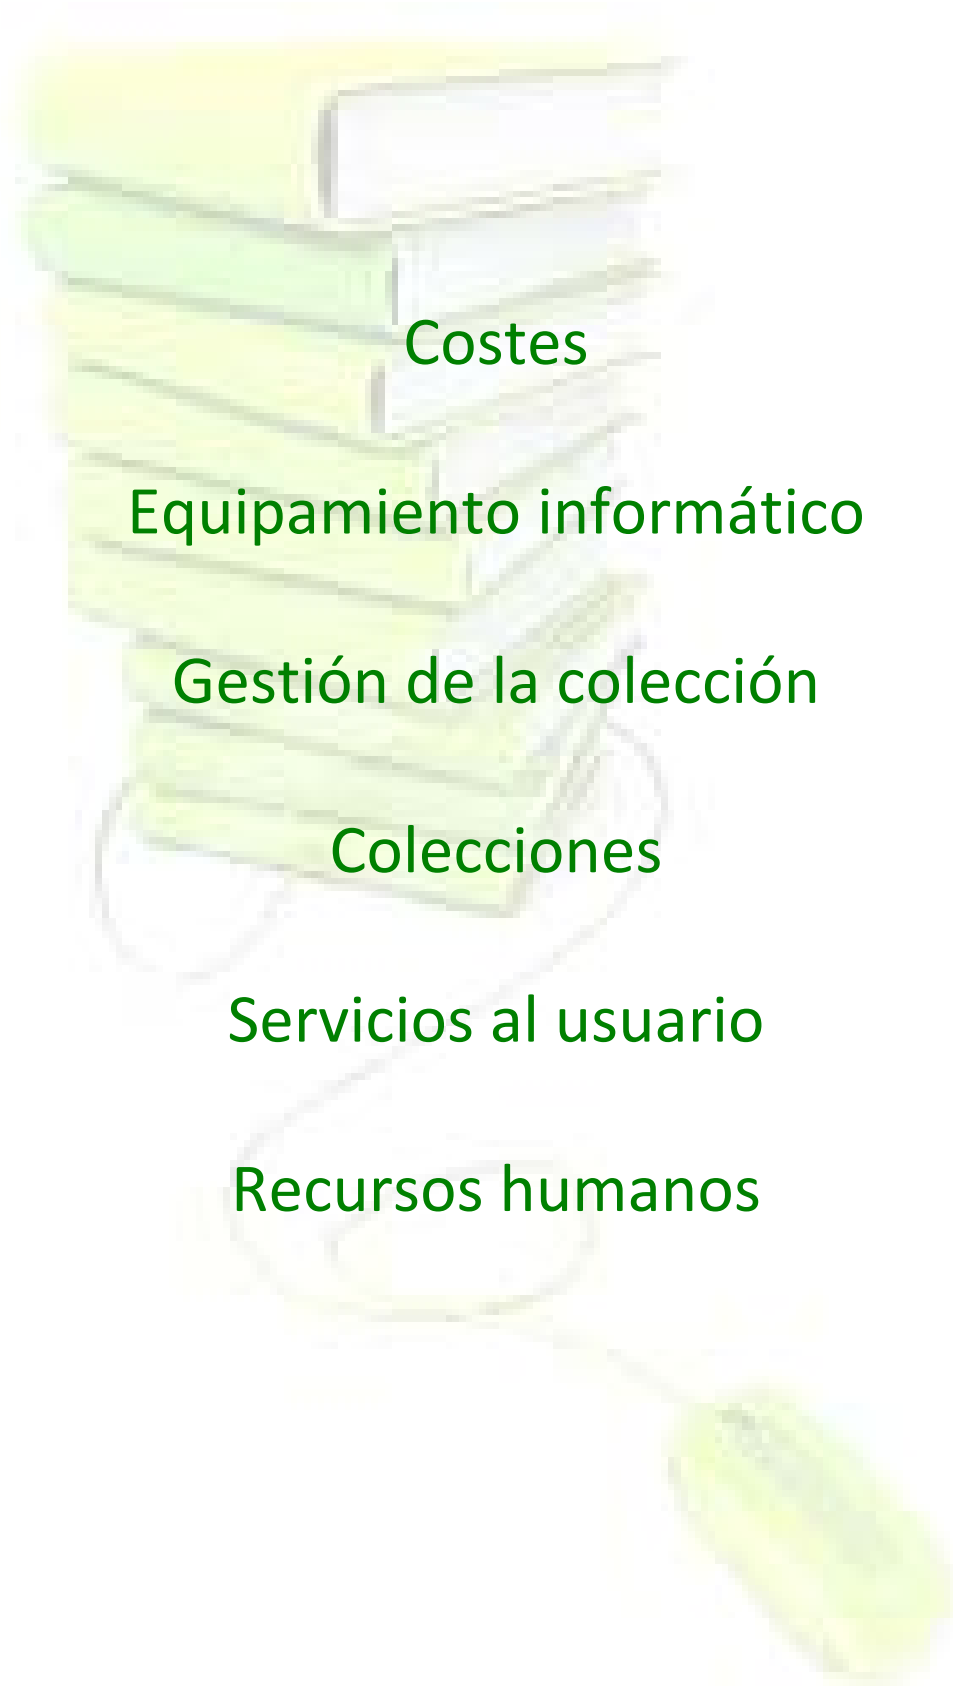 Costes
Equipamiento informático
Gestión de la colección
Colecciones
Servicios al usuario
Recursos humanos